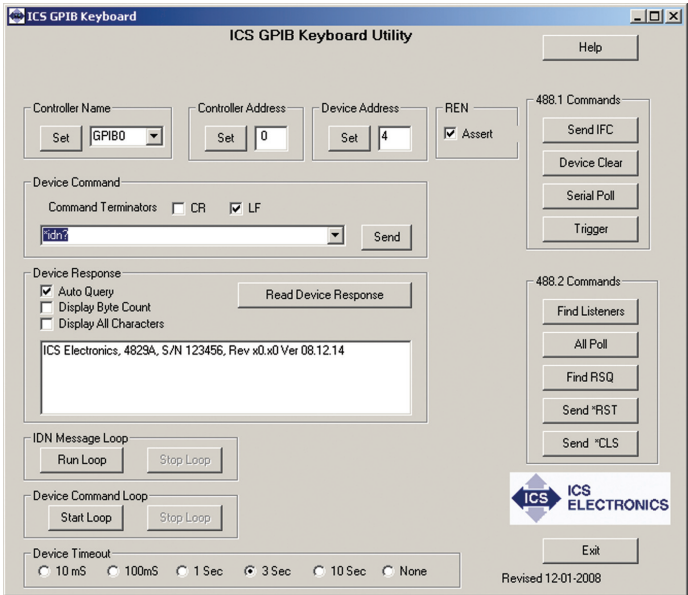 ICS GPIB Keyboard
ICS GPIB Keyboard Utility
Help
Controller Name
Set GPIB0
Controller Address
Set 0
Device Address
Set 4
REN
Assert
488.1 Commands
Send IFC
Device Clear
Serial Poll
Trigger
Device Command
Command Terminators CR LF
*idn?
Send
Device Response
Auto Query
Display Byte Count
Display All Characters
Read Device Response
ICS Electronics, 4829A, S/N 123456, Rev x0.x0 Ver 08.12.14
488.2 Commands
Find Listeners
All Poll
Find RSQ
Send *RST
Send *CLS
IDN Message Loop
Run Loop Stop Loop
Device Command Loop
Start Loop Stop Loop
ICS
ICS
ELECTRONICS
Device Timeout
10 mS 100mS 1 Sec 3 Sec 10 Sec None
Exit
Revised 12-01-2008